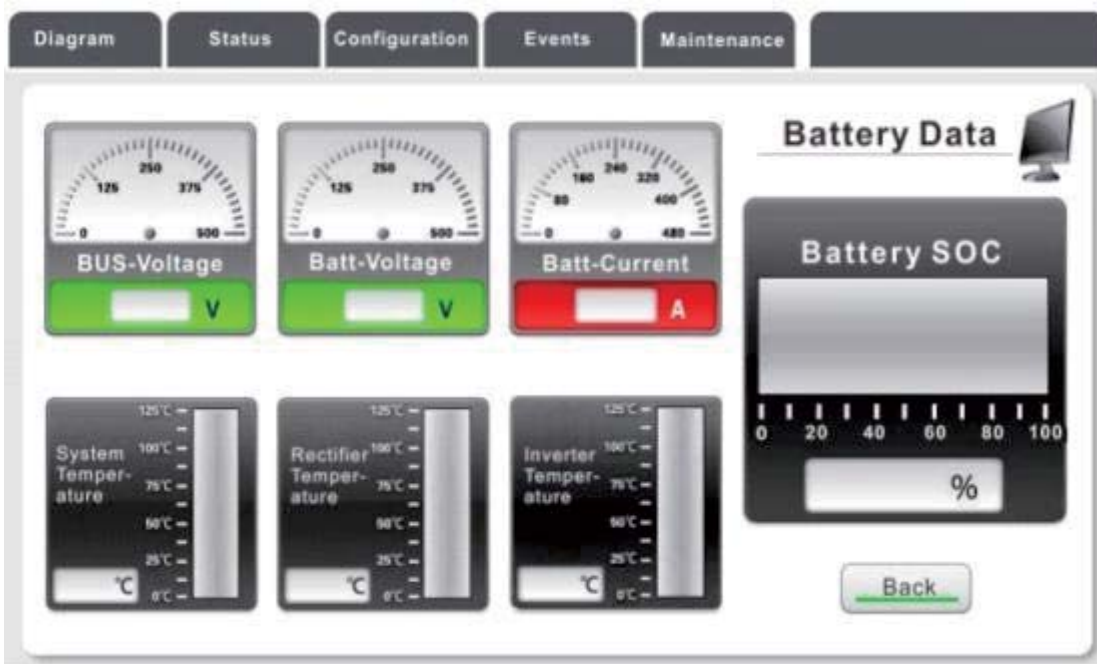 Diagram
Status
Configuration
Events
Maintenance
Battery Data
125
250
375
0
500
BUS-Voltage
V
125
250
375
0
500
Batt-Voltage
V
80
160
240
320
400
0
480
Batt-Current
A
Battery SOC
0 20 40 60 80 100
%
System
Temper-
ature
125℃
100℃
75℃
50℃
25℃
0℃
℃
Rectifier
Temper-
ature
125℃
100℃
75℃
50℃
25℃
0℃
℃
Inverter
Temper-
ature
125℃
100℃
75℃
50℃
25℃
0℃
℃
Back